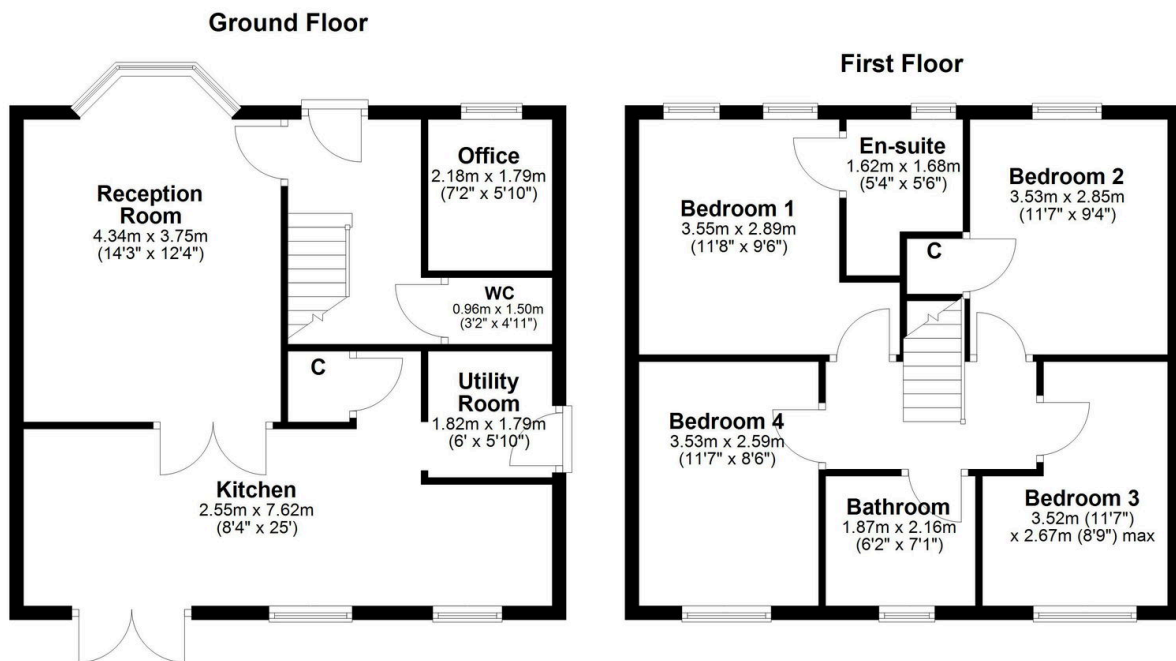 Ground Floor
Reception
Room
4.34m x 3.75m
(14'3" x 12'4")
Office
2.18m x 1.79m
(7'2" x 5'10")
WC
0.96m x 1.50m
(3'2" x 4'11")
C
Utility
Room
1.82m x 1.79m
(6' x 5'10")
Kitchen
2.55m x 7.62m
(8'4" x 25')
First Floor
Bedroom 1
3.55m x 2.89m
(11'8" x 9'6")
En-suite
1.62m x 1.68m
(5'4" x 5'6")
Bedroom 2
3.53m x 2.85m
(11'7" x 9'4")
C
Bedroom 4
3.53m x 2.59m
(11'7" x 8'6")
Bathroom
1.87m x 2.16m
(6'2" x 7'1")
Bedroom 3
3.52m (11'7")
x 2.67m (8'9") max